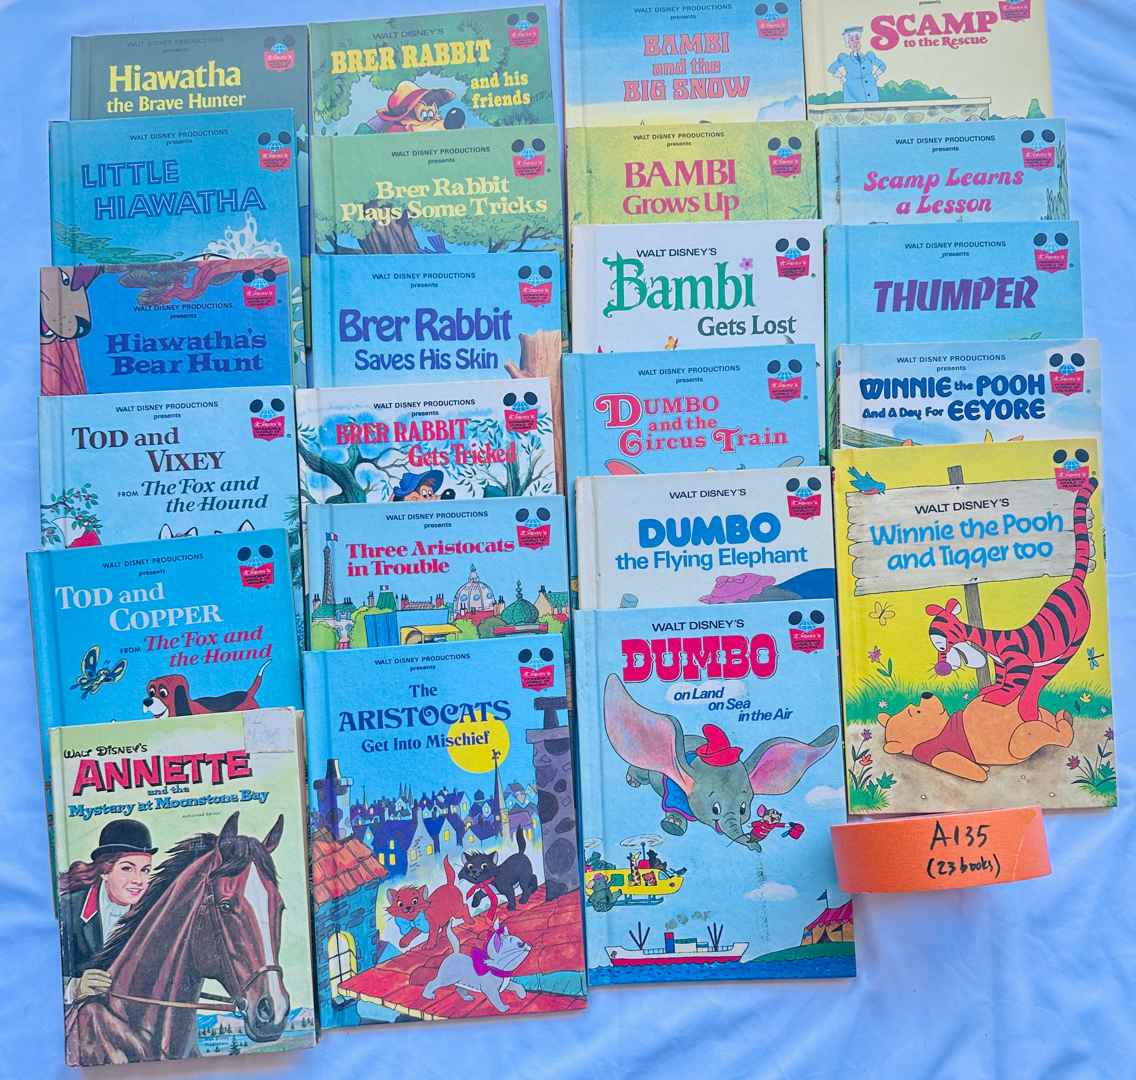 WALT DISNEY PRODUCTIONS
presents
Hiawatha
the Brave Hunter
WALT DISNEY PRODUCTIONS
presents
LITTLE
HIAWATHA
WALT DISNEY PRODUCTIONS
presents
Hiawatha's
Bear Hunt
WALT DISNEY PRODUCTIONS
presents
TOD and
VIXEY
FROM The Fox and
the Hound
WALT DISNEY PRODUCTIONS
presents
TOD and
COPPER
FROM The Fox and
the Hound
WALT DISNEY'S
ANNETTE
and the
Mystery at Moonstone Bay
Authorized Edition
WALT DISNEY'S
BRER RABBIT
and his
friends
WALT DISNEY PRODUCTIONS
presents
Brer Rabbit
Plays Some Tricks
WALT DISNEY PRODUCTIONS
presents
Brer Rabbit
Saves His Skin
WALT DISNEY PRODUCTIONS
presents
BRER RABBIT
Gets Tricked
WALT DISNEY PRODUCTIONS
presents
Three Aristocats
in Trouble
WALT DISNEY PRODUCTIONS
presents
The
ARISTOCATS
Get Into Mischief
WALT DISNEY PRODUCTIONS
presents
BAMBI
and the
BIG SNOW
WALT DISNEY PRODUCTIONS
presents
BAMBI
Grows Up
WALT DISNEY'S
Bambi
Gets Lost
WALT DISNEY PRODUCTIONS
presents
DUMBO
and the
Circus Train
WALT DISNEY'S
DUMBO
the Flying Elephant
WALT DISNEY'S
DUMBO
on Land
on Sea
in the Air
SCAMP
to the Rescue
WALT DISNEY PRODUCTIONS
presents
Scamp Learns
a Lesson
WALT DISNEY PRODUCTIONS
presents
THUMPER
WALT DISNEY PRODUCTIONS
presents
WINNIE the POOH
And A Day For EEYORE
WALT DISNEY'S
Winnie the Pooh
and Tigger too
A135
(23 books)